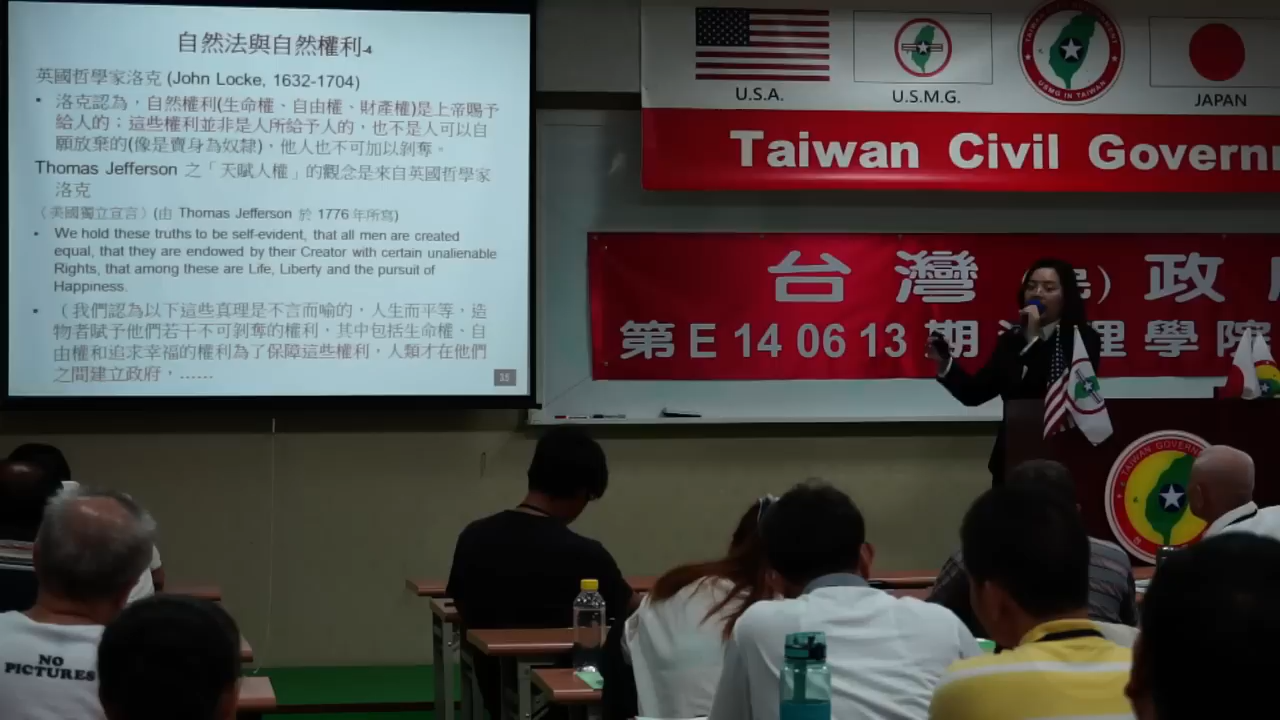 自然法與自然權利-4
英國哲學家洛克 (John Locke, 1632-1704)
• 洛克認為，自然權利(生命權、自由權、財產權)是上帝賜予
給人的；這些權利並非是人所給予人的，也不是人可以自
願放棄的(像是賣身為奴隸)，他人也不可加以剝奪。
Thomas Jefferson 之「天賦人權」的觀念是來自英國哲學家
洛克
（美國獨立宣言）(由 Thomas Jefferson 於 1776 年所寫)
• We hold these truths to be self-evident, that all men are created
equal, that they are endowed by their Creator with certain unalienable
Rights, that among these are Life, Liberty and the pursuit of
Happiness.
• （我們認為以下這些真理是不言而喻的，人生而平等，造
物者賦予他們若干不可剝奪的權利，其中包括生命權、自
由權和追求幸福的權利為了保障這些權利，人類才在他們
之間建立政府，……
35
U.S.A.
U.S.M.G.
TAIWAN CIVIL GOVERNMENT
USMG IN TAIWAN
JAPAN
Taiwan Civil Governm
台灣 民）政
第E 14 06 13 期 理學院
TAIWAN GOVERN
NO
PICTURES